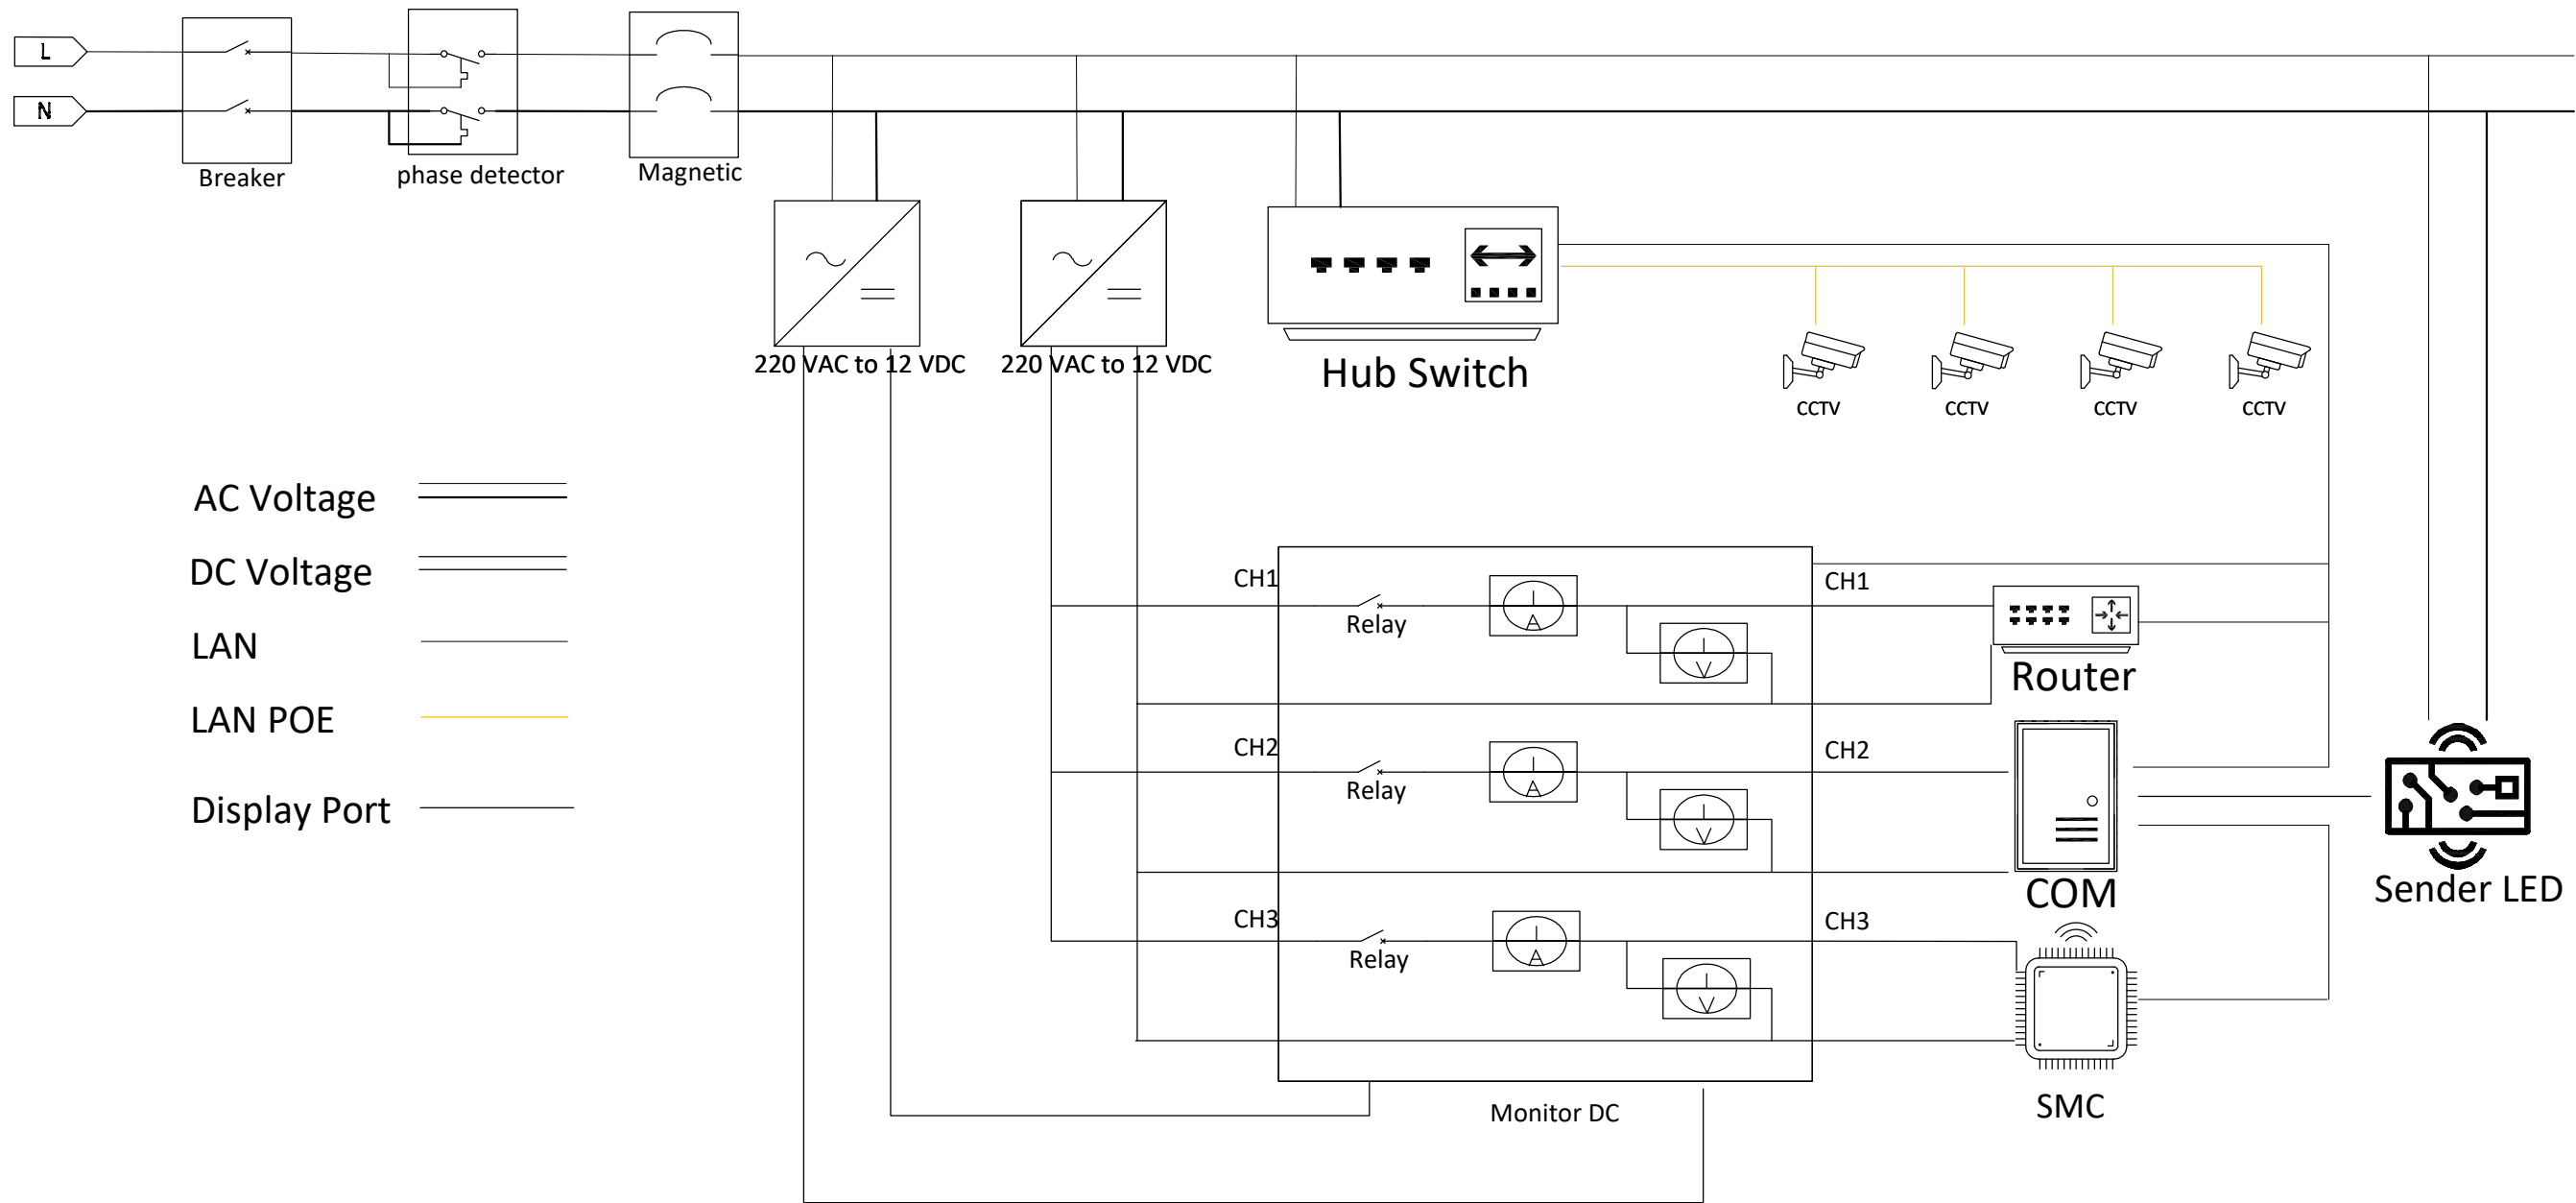 L
N
Breaker
phase detector
Magnetic
220 VAC to 12 VDC
220 VAC to 12 VDC
Hub Switch
CCTV
CCTV
CCTV
CCTV
AC Voltage
DC Voltage
LAN
LAN POE
Display Port
CH1
Relay
A
V
CH1
Router
CH2
Relay
A
V
CH2
COM
Sender LED
CH3
Relay
A
V
CH3
SMC
Monitor DC